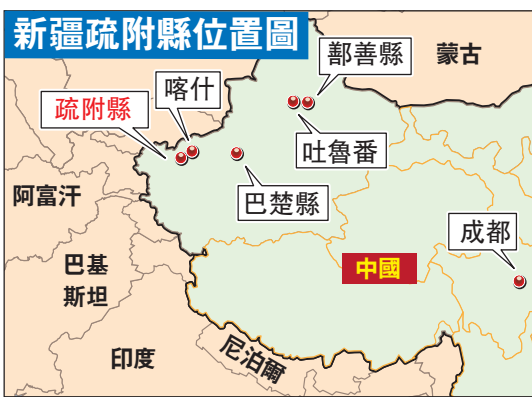 新疆疏附縣位置圖
鄯善縣
蒙古
喀什
疏附縣
吐魯番
阿富汗
巴楚縣
成都
巴基
斯坦
中國
印度
尼泊爾